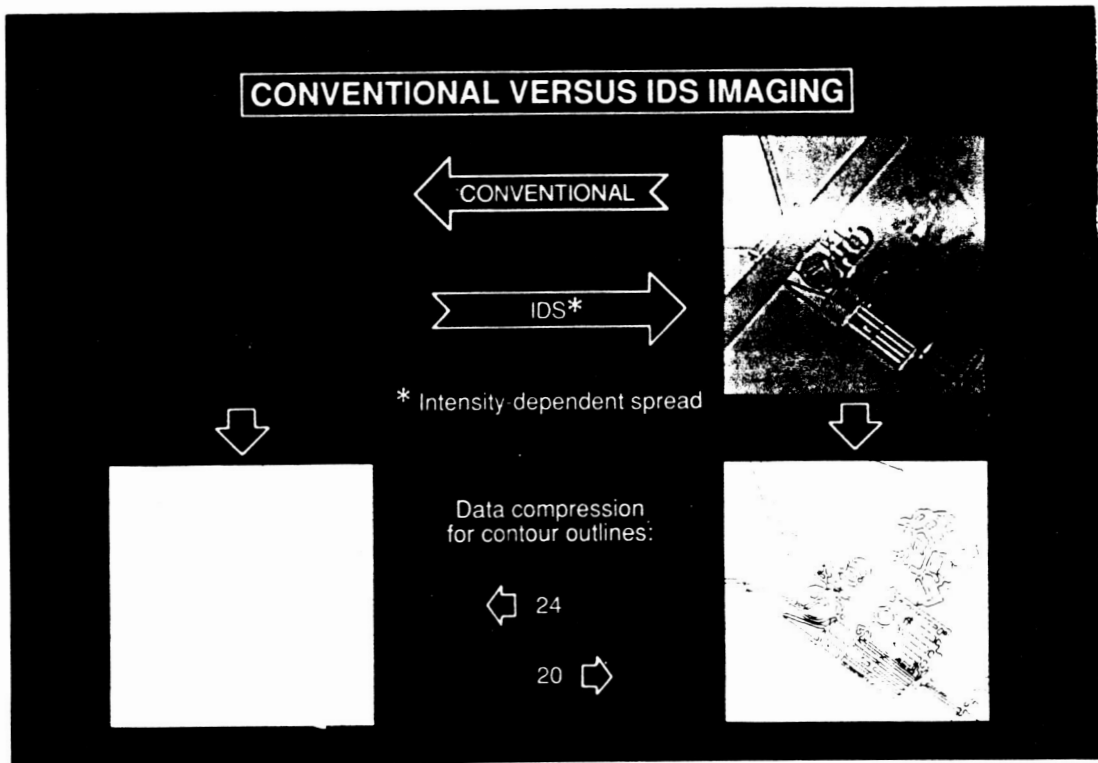 CONVENTIONAL VERSUS IDS IMAGING
CONVENTIONAL
IDS*
* Intensity-dependent spread
Data compression
for contour outlines:
24
20